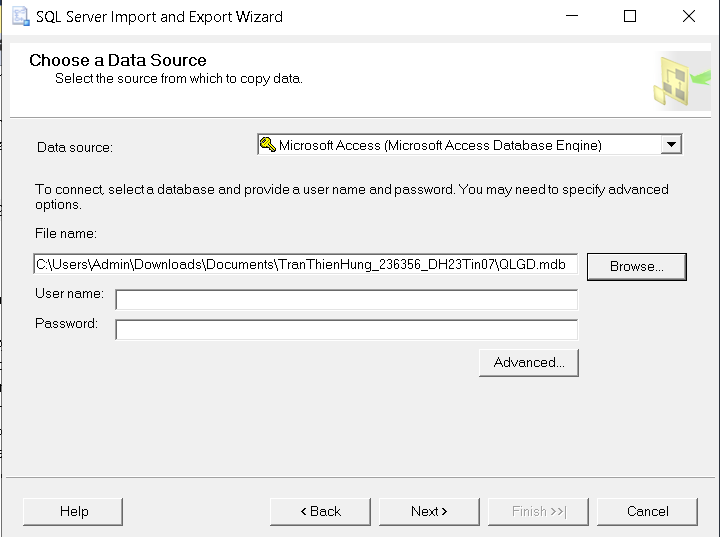 SQL Server Import and Export Wizard
Choose a Data Source
Select the source from which to copy data.
Data source:
Microsoft Access (Microsoft Access Database Engine)
To connect, select a database and provide a user name and password. You may need to specify advanced
options.
File name:
C:\Users\Admin\Downloads\Documents\TranThienHung_236356_DH23Tin07\QLGD.mdb
Browse...
User name:
Password:
Advanced...
Help
< Back
Next >
Finish >>|
Cancel